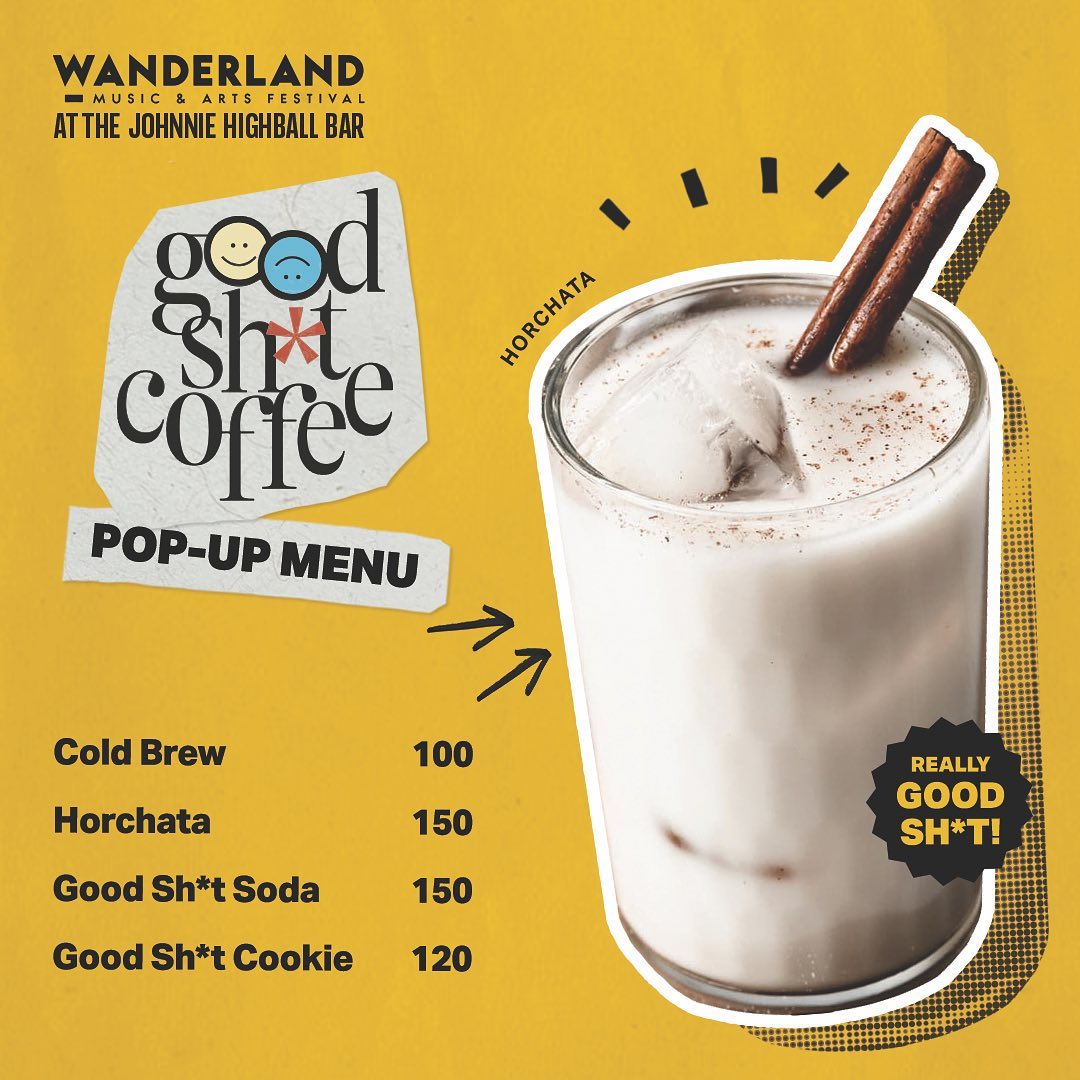 WANDERLAND
MUSIC & ARTS FESTIVAL
AT THE JOHNNIE HIGHBALL BAR
good
sh*t
coffee
POP-UP MENU
HORCHATA
Cold Brew 100
Horchata 150
Good Sh*t Soda 150
Good Sh*t Cookie 120
REALLY
GOOD
SH*T!